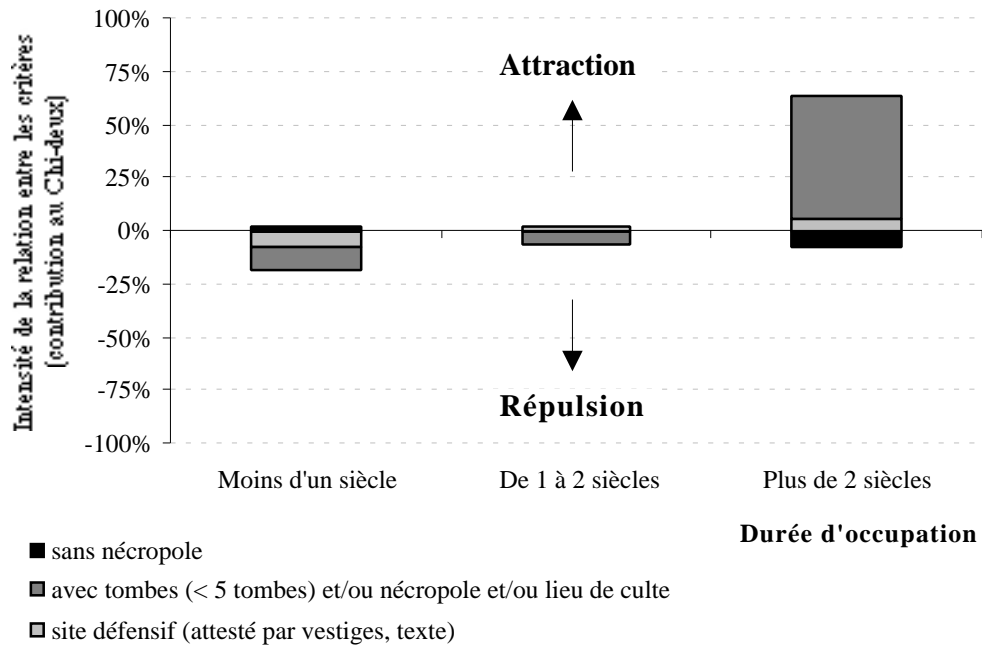 Intensité de la relation entre les critères
(contribution au Chi-deux)
100%
75%
50%
25%
0%
-25%
-50%
-75%
-100%
Attraction
Répulsion
Moins d'un siècle
De 1 à 2 siècles
Plus de 2 siècles
Durée d'occupation
sans nécropole
avec tombes (< 5 tombes) et/ou nécropole et/ou lieu de culte
site défensif (attesté par vestiges, texte)